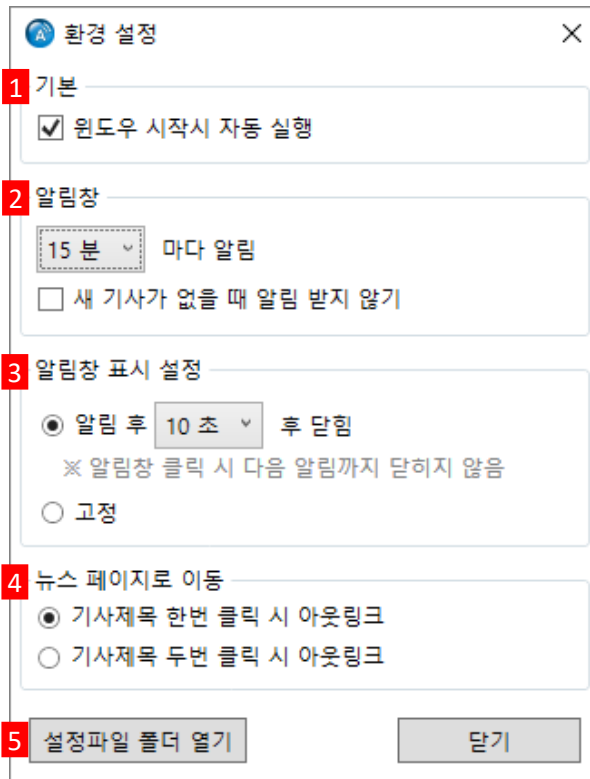 환경 설정
1 기본
윈도우 시작시 자동 실행
2 알림창
15 분 마다 알림
새 기사가 없을 때 알림 받지 않기
3 알림창 표시 설정
알림 후 10 초 후 닫힘
※ 알림창 클릭 시 다음 알림까지 닫히지 않음
고정
4 뉴스 페이지로 이동
기사제목 한번 클릭 시 아웃링크
기사제목 두번 클릭 시 아웃링크
5 설정파일 폴더 열기 닫기